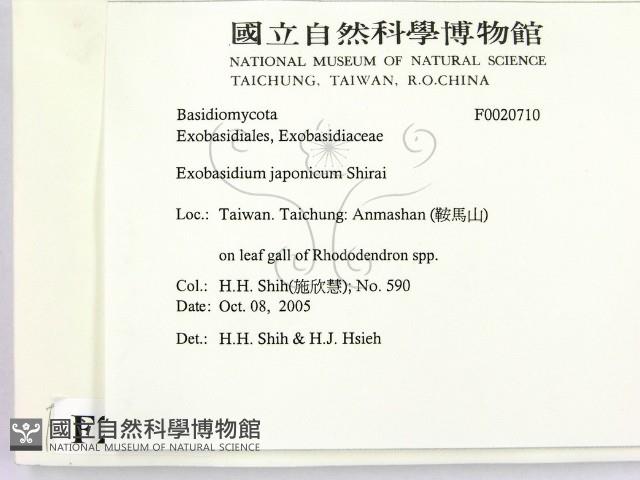 國立自然科學博物館
NATIONAL MUSEUM OF NATURAL SCIENCE
TAICHUNG, TAIWAN, R.O.CHINA
Basidiomycota F0020710
Exobasidiales, Exobasidiaceae
Exobasidium japonicum Shirai
Loc.: Taiwan. Taichung: Anmashan (鞍馬山)
on leaf gall of Rhododendron spp.
Col.: H.H. Shih(施欣慧); No. 590
Date: Oct. 08, 2005
Det.: H.H. Shih & H.J. Hsieh
國立自然科學博物館
NATIONAL MUSEUM OF NATURAL SCIENCE